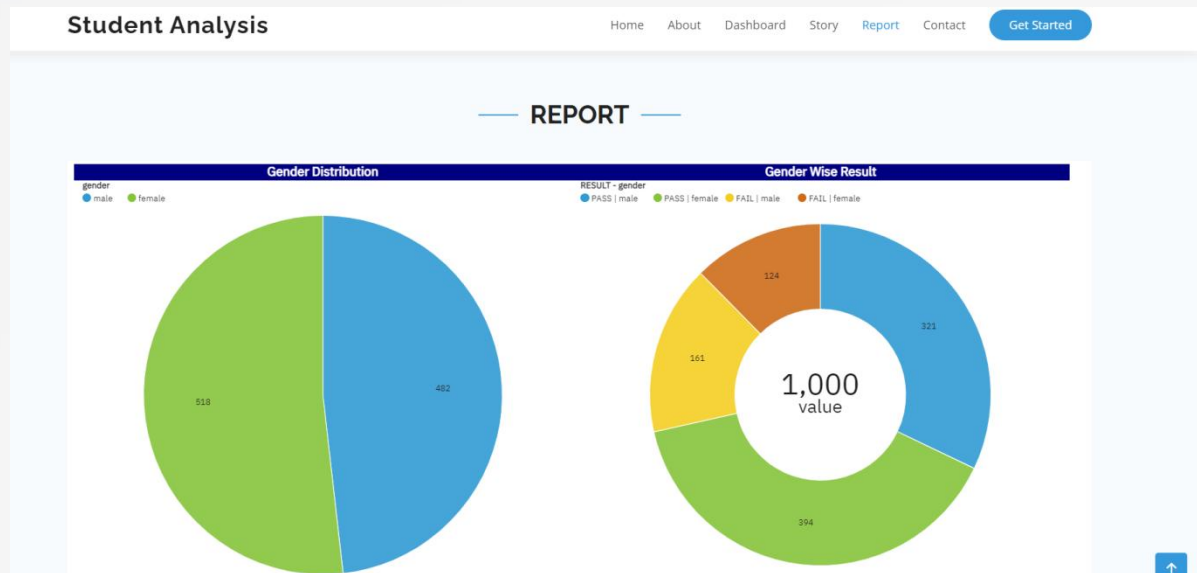 Student Analysis
Home About Dashboard Story Report Contact Get Started
REPORT
Gender Distribution
gender
male female
518
482
Gender Wise Result
RESULT - gender
PASS | male PASS | female FAIL | male FAIL | female
124
321
161
1,000
value
394